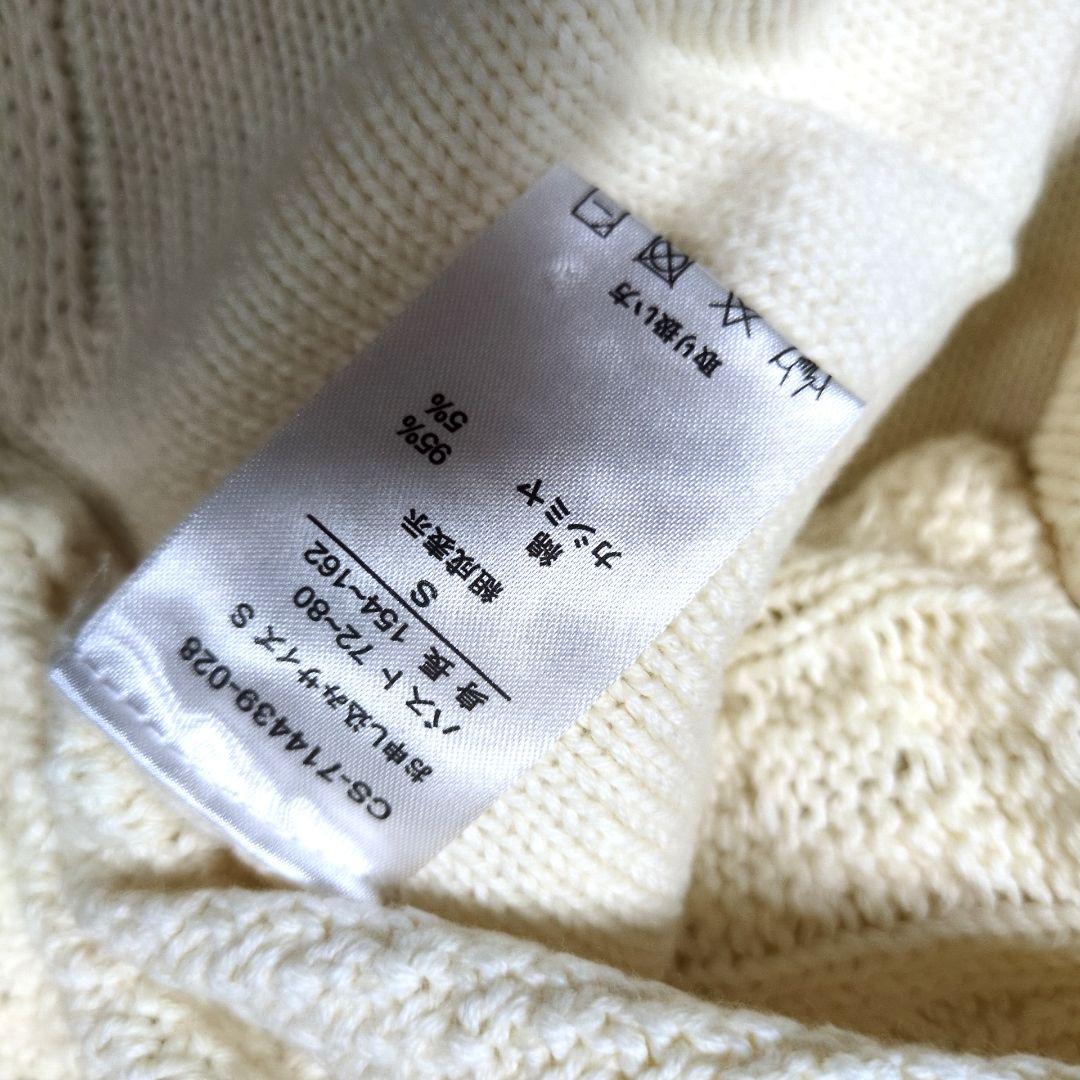 CS-714439-028
お申し込みサイズ S
バスト 72~80
身 長 154~162
S
組成表示
綿 95%
カシミヤ 5%
取り扱い方